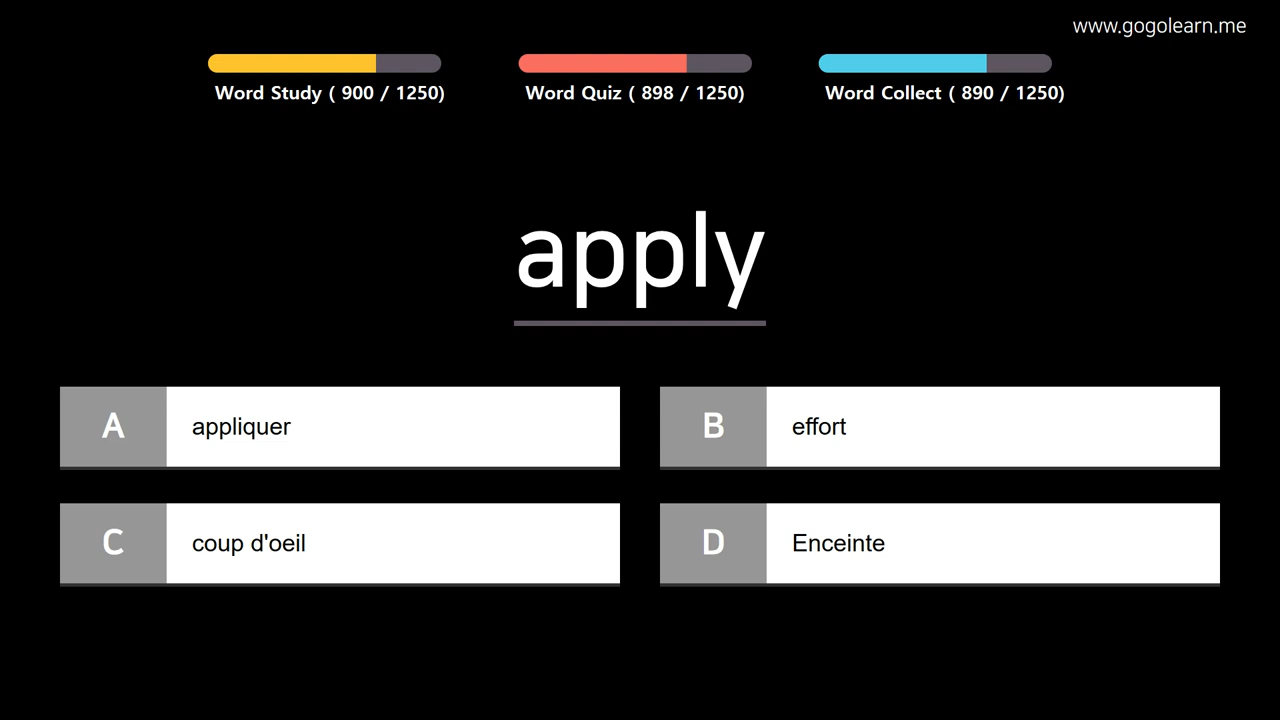 www.gogolearn.me
Word Study ( 900 / 1250)
Word Quiz ( 898 / 1250)
Word Collect ( 890 / 1250)
apply
A
appliquer
B
effort
C
coup d'oeil
D
Enceinte